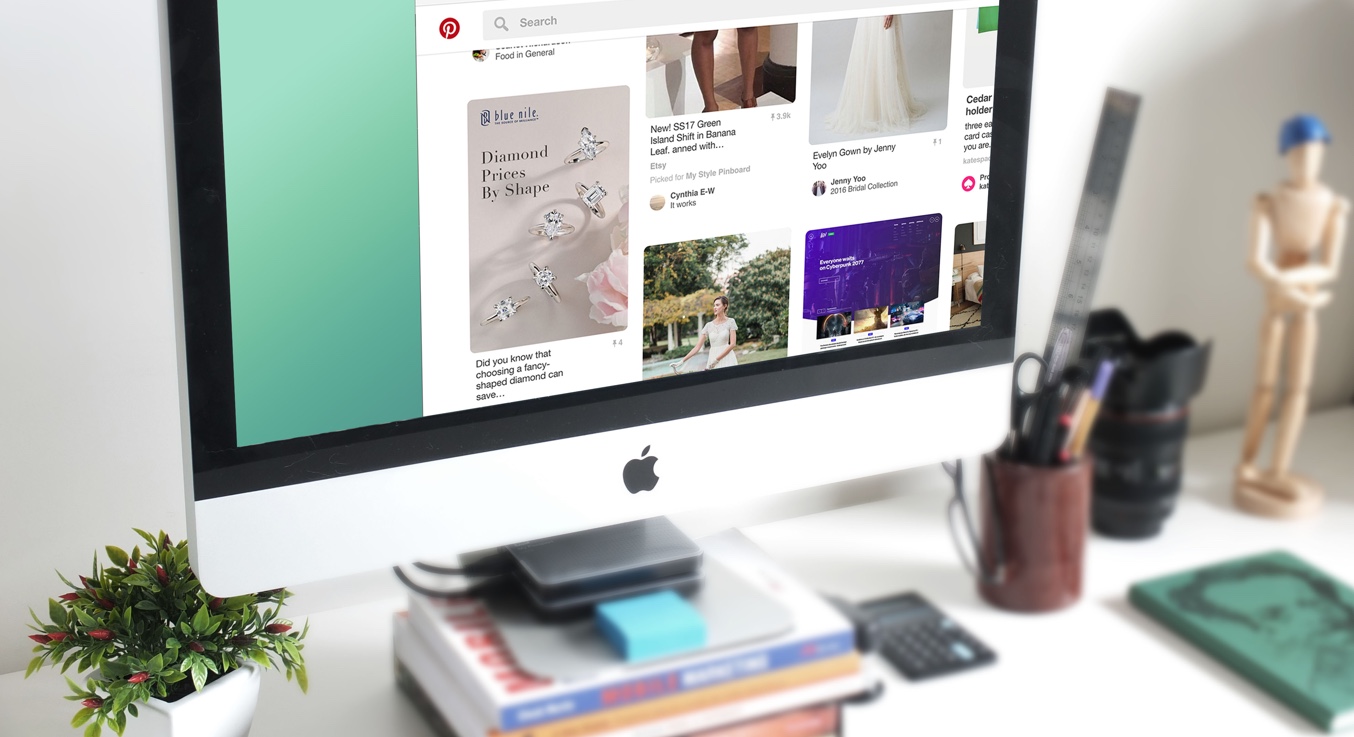 Search
Food in General
blue nile.
Diamond
Prices
By Shape
4
Did you know that
choosing a fancy-
shaped diamond can
save...
New! SS17 Green
Island Shift in Banana
Leaf. anned with...
3.9k
Etsy
Picked for My Style Pinboard
Cynthia E-W
It works
Evelyn Gown by Jenny
Yoo
1
Jenny Yoo
2016 Bridal Collection
Everyone waits
on Cyberpunk 2077
Cedar
holder
three ea
card cas
you are.
katespac
Pro
kat
MOBILE MARKETING